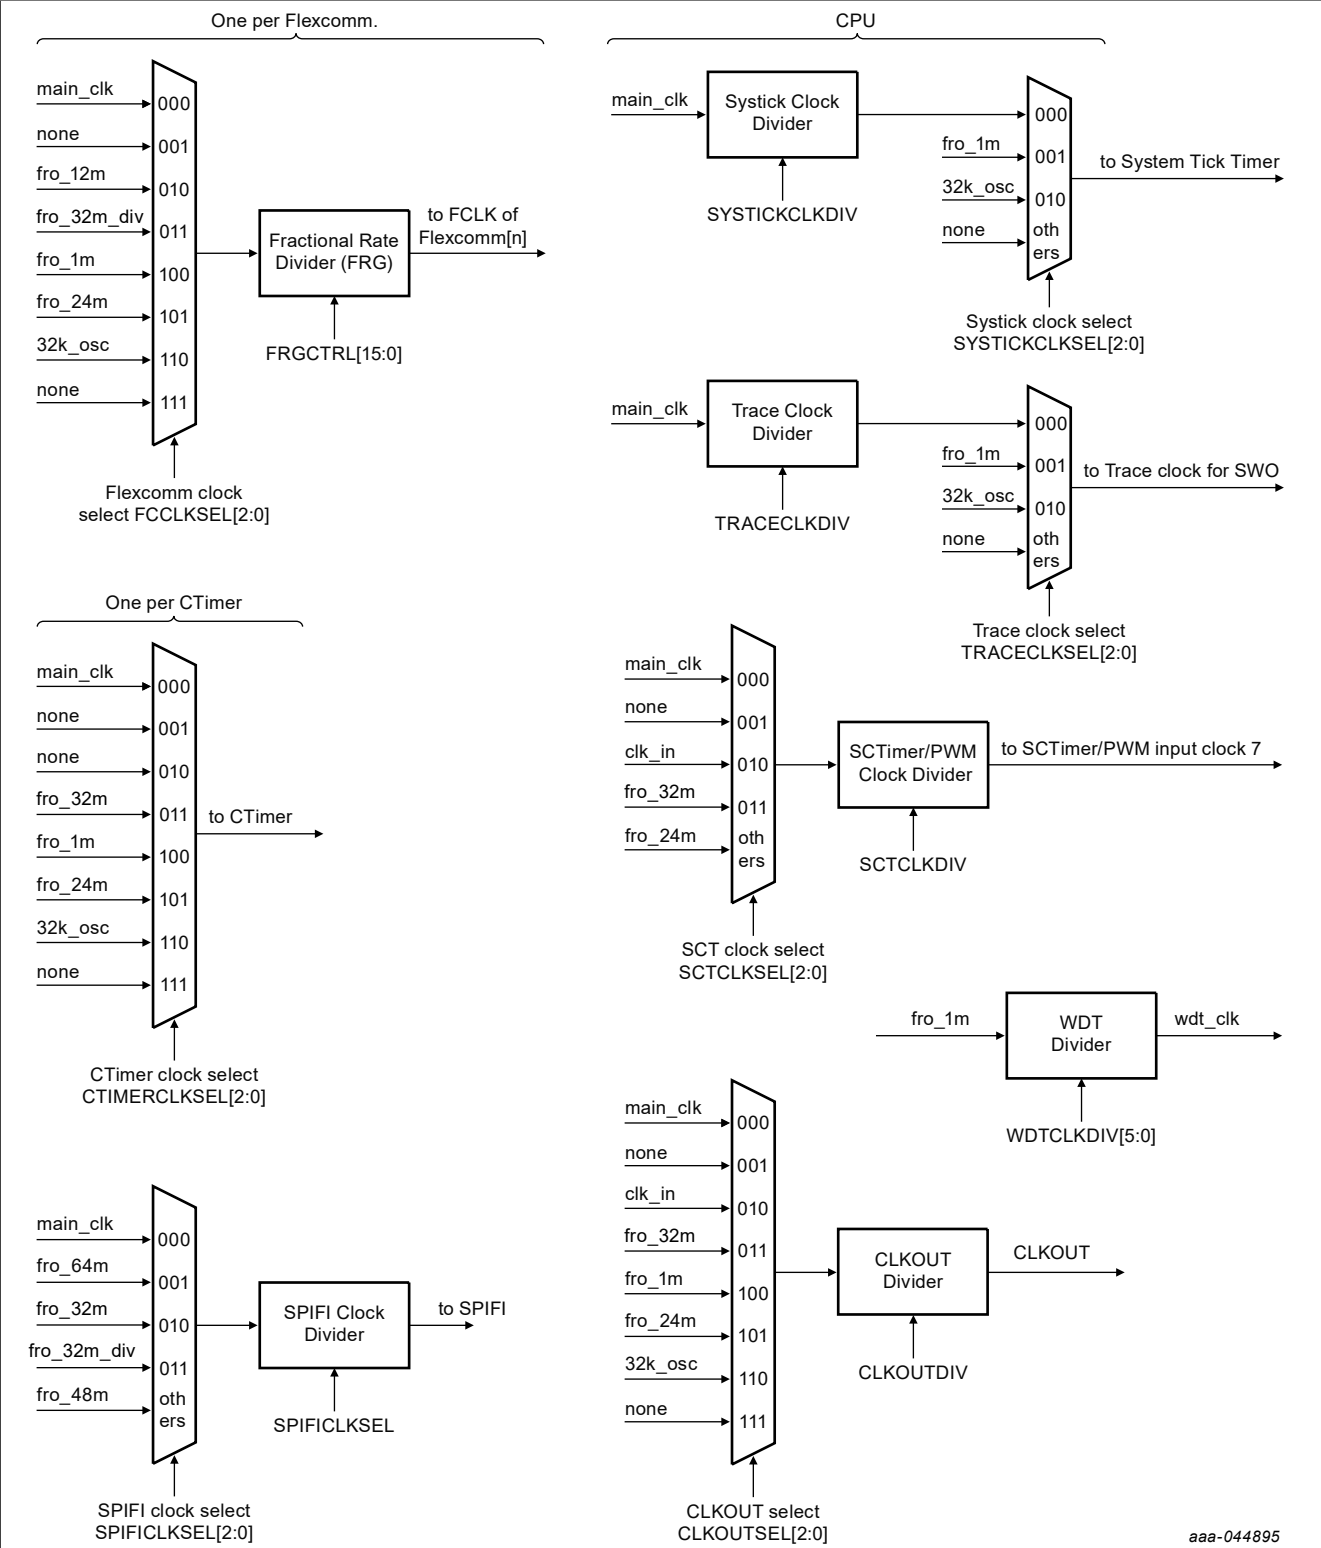 One per Flexcomm.
main_clk
000
none
001
fro_12m
010
fro_32m_div
011
fro_1m
100
fro_24m
101
32k_osc
110
none
111
Fractional Rate
Divider (FRG)
to FCLK of
Flexcomm[n]
FRGCTRL[15:0]
Flexcomm clock
select FCCLKSEL[2:0]
One per CTimer
main_clk
000
none
001
none
010
fro_32m
011
fro_1m
100
fro_24m
101
32k_osc
110
none
111
to CTimer
CTimer clock select
CTIMERCLKSEL[2:0]
main_clk
000
fro_64m
001
fro_32m
010
fro_32m_div
011
fro_48m
oth
ers
SPIFI Clock
Divider
to SPIFI
SPIFICLKSEL
SPIFI clock select
SPIFICLKSEL[2:0]
CPU
main_clk
Systick Clock
Divider
SYSTICKCLKDIV
000
fro_1m
001
32k_osc
010
none
oth
ers
to System Tick Timer
Systick clock select
SYSTICKCLKSEL[2:0]
main_clk
Trace Clock
Divider
TRACECLKDIV
000
fro_1m
001
32k_osc
010
none
oth
ers
to Trace clock for SWO
Trace clock select
TRACECLKSEL[2:0]
main_clk
000
none
001
clk_in
010
fro_32m
011
fro_24m
oth
ers
SCTimer/PWM
Clock Divider
to SCTimer/PWM input clock 7
SCTCLKDIV
SCT clock select
SCTCLKSEL[2:0]
fro_1m
WDT
Divider
wdt_clk
WDTCLKDIV[5:0]
main_clk
000
none
001
clk_in
010
fro_32m
011
fro_1m
100
fro_24m
101
32k_osc
110
none
111
CLKOUT
Divider
CLKOUT
CLKOUTDIV
CLKOUT select
CLKOUTSEL[2:0]
aaa-044895